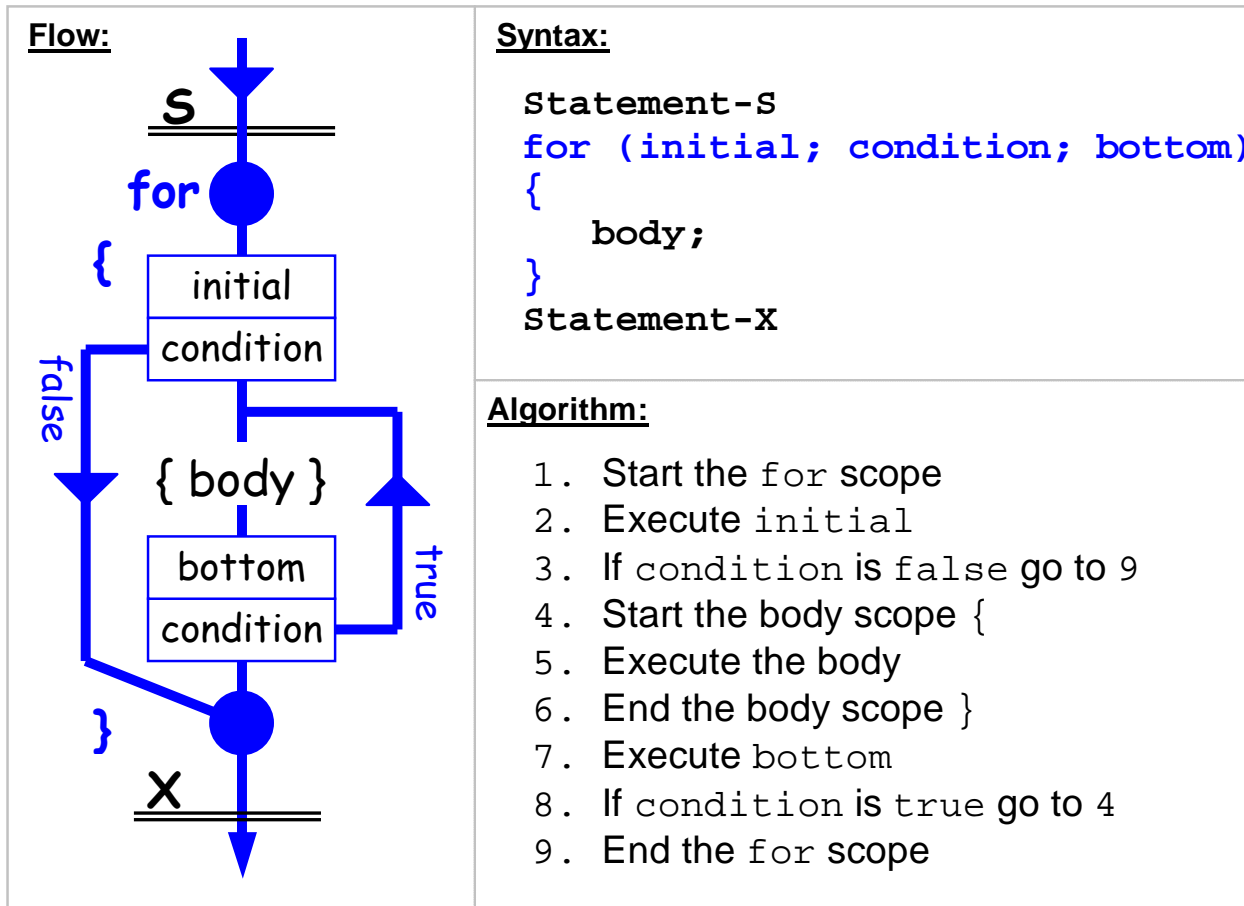 Flow:
S
for
{
initial
condition
false
{ body }
bottom
true
condition
}
X
Syntax:
Statement-S
for (initial; condition; bottom)
{
body;
}
Statement-X
Algorithm:
1. Start the for scope
2. Execute initial
3. If condition is false go to 9
4. Start the body scope {
5. Execute the body
6. End the body scope }
7. Execute bottom
8. If condition is true go to 4
9. End the for scope